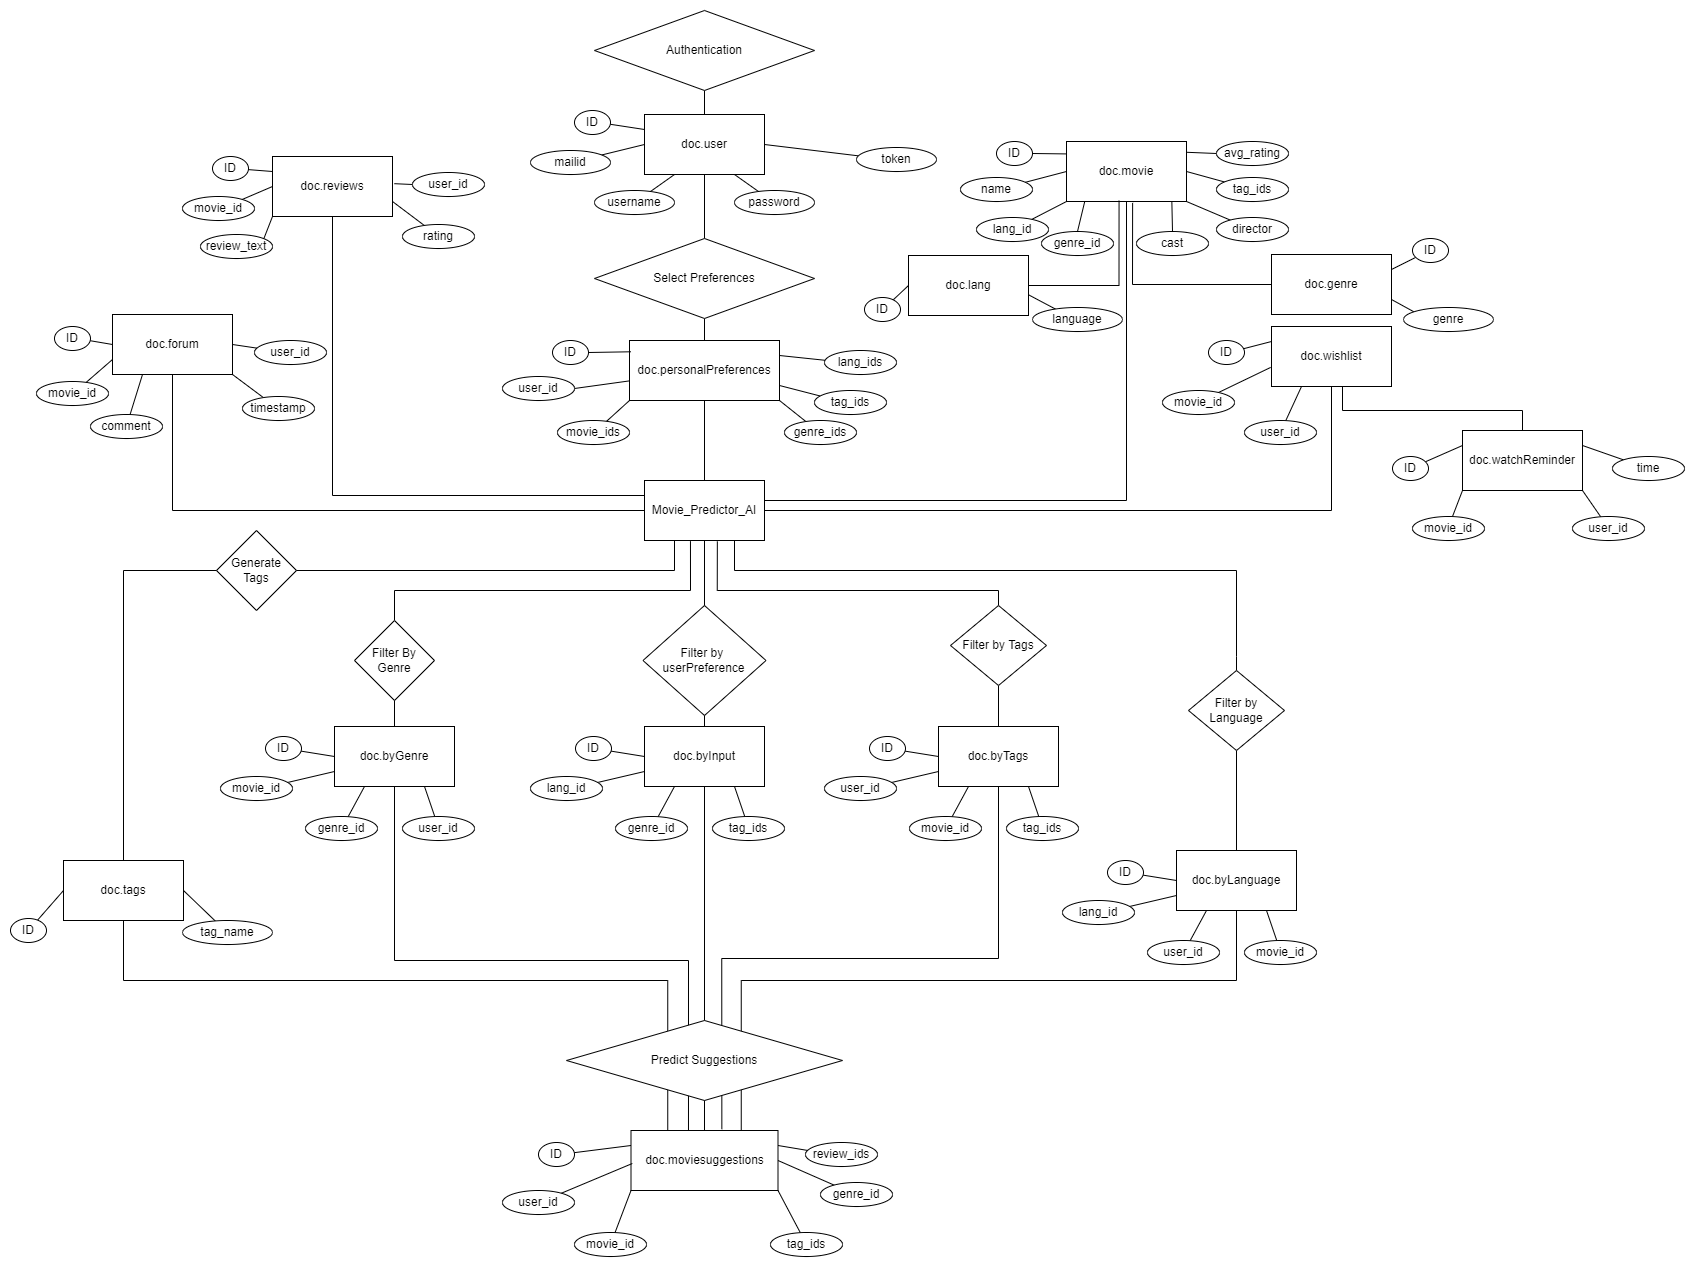 Authentication
ID
doc.user
mailid
token
username
password
ID
doc.reviews
user_id
movie_id
review_text
rating
ID
doc.movie
avg_rating
name
tag_ids
lang_id
genre_id
cast
director
Select Preferences
doc.lang
ID
language
ID
doc.genre
genre
ID
doc.forum
user_id
movie_id
comment
timestamp
ID
doc.personalPreferences
lang_ids
user_id
tag_ids
movie_ids
genre_ids
ID
doc.wishlist
movie_id
user_id
ID
doc.watchReminder
time
movie_id
user_id
Movie_Predictor_AI
Generate
Tags
Filter By
Genre
Filter by
userPreference
Filter by Tags
Filter by
Language
ID
doc.byGenre
movie_id
genre_id
user_id
ID
doc.byInput
lang_id
genre_id
tag_ids
ID
doc.byTags
user_id
movie_id
tag_ids
doc.tags
ID
tag_name
ID
doc.byLanguage
lang_id
user_id
movie_id
Predict Suggestions
ID
doc.moviesuggestions
review_ids
user_id
genre_id
movie_id
tag_ids